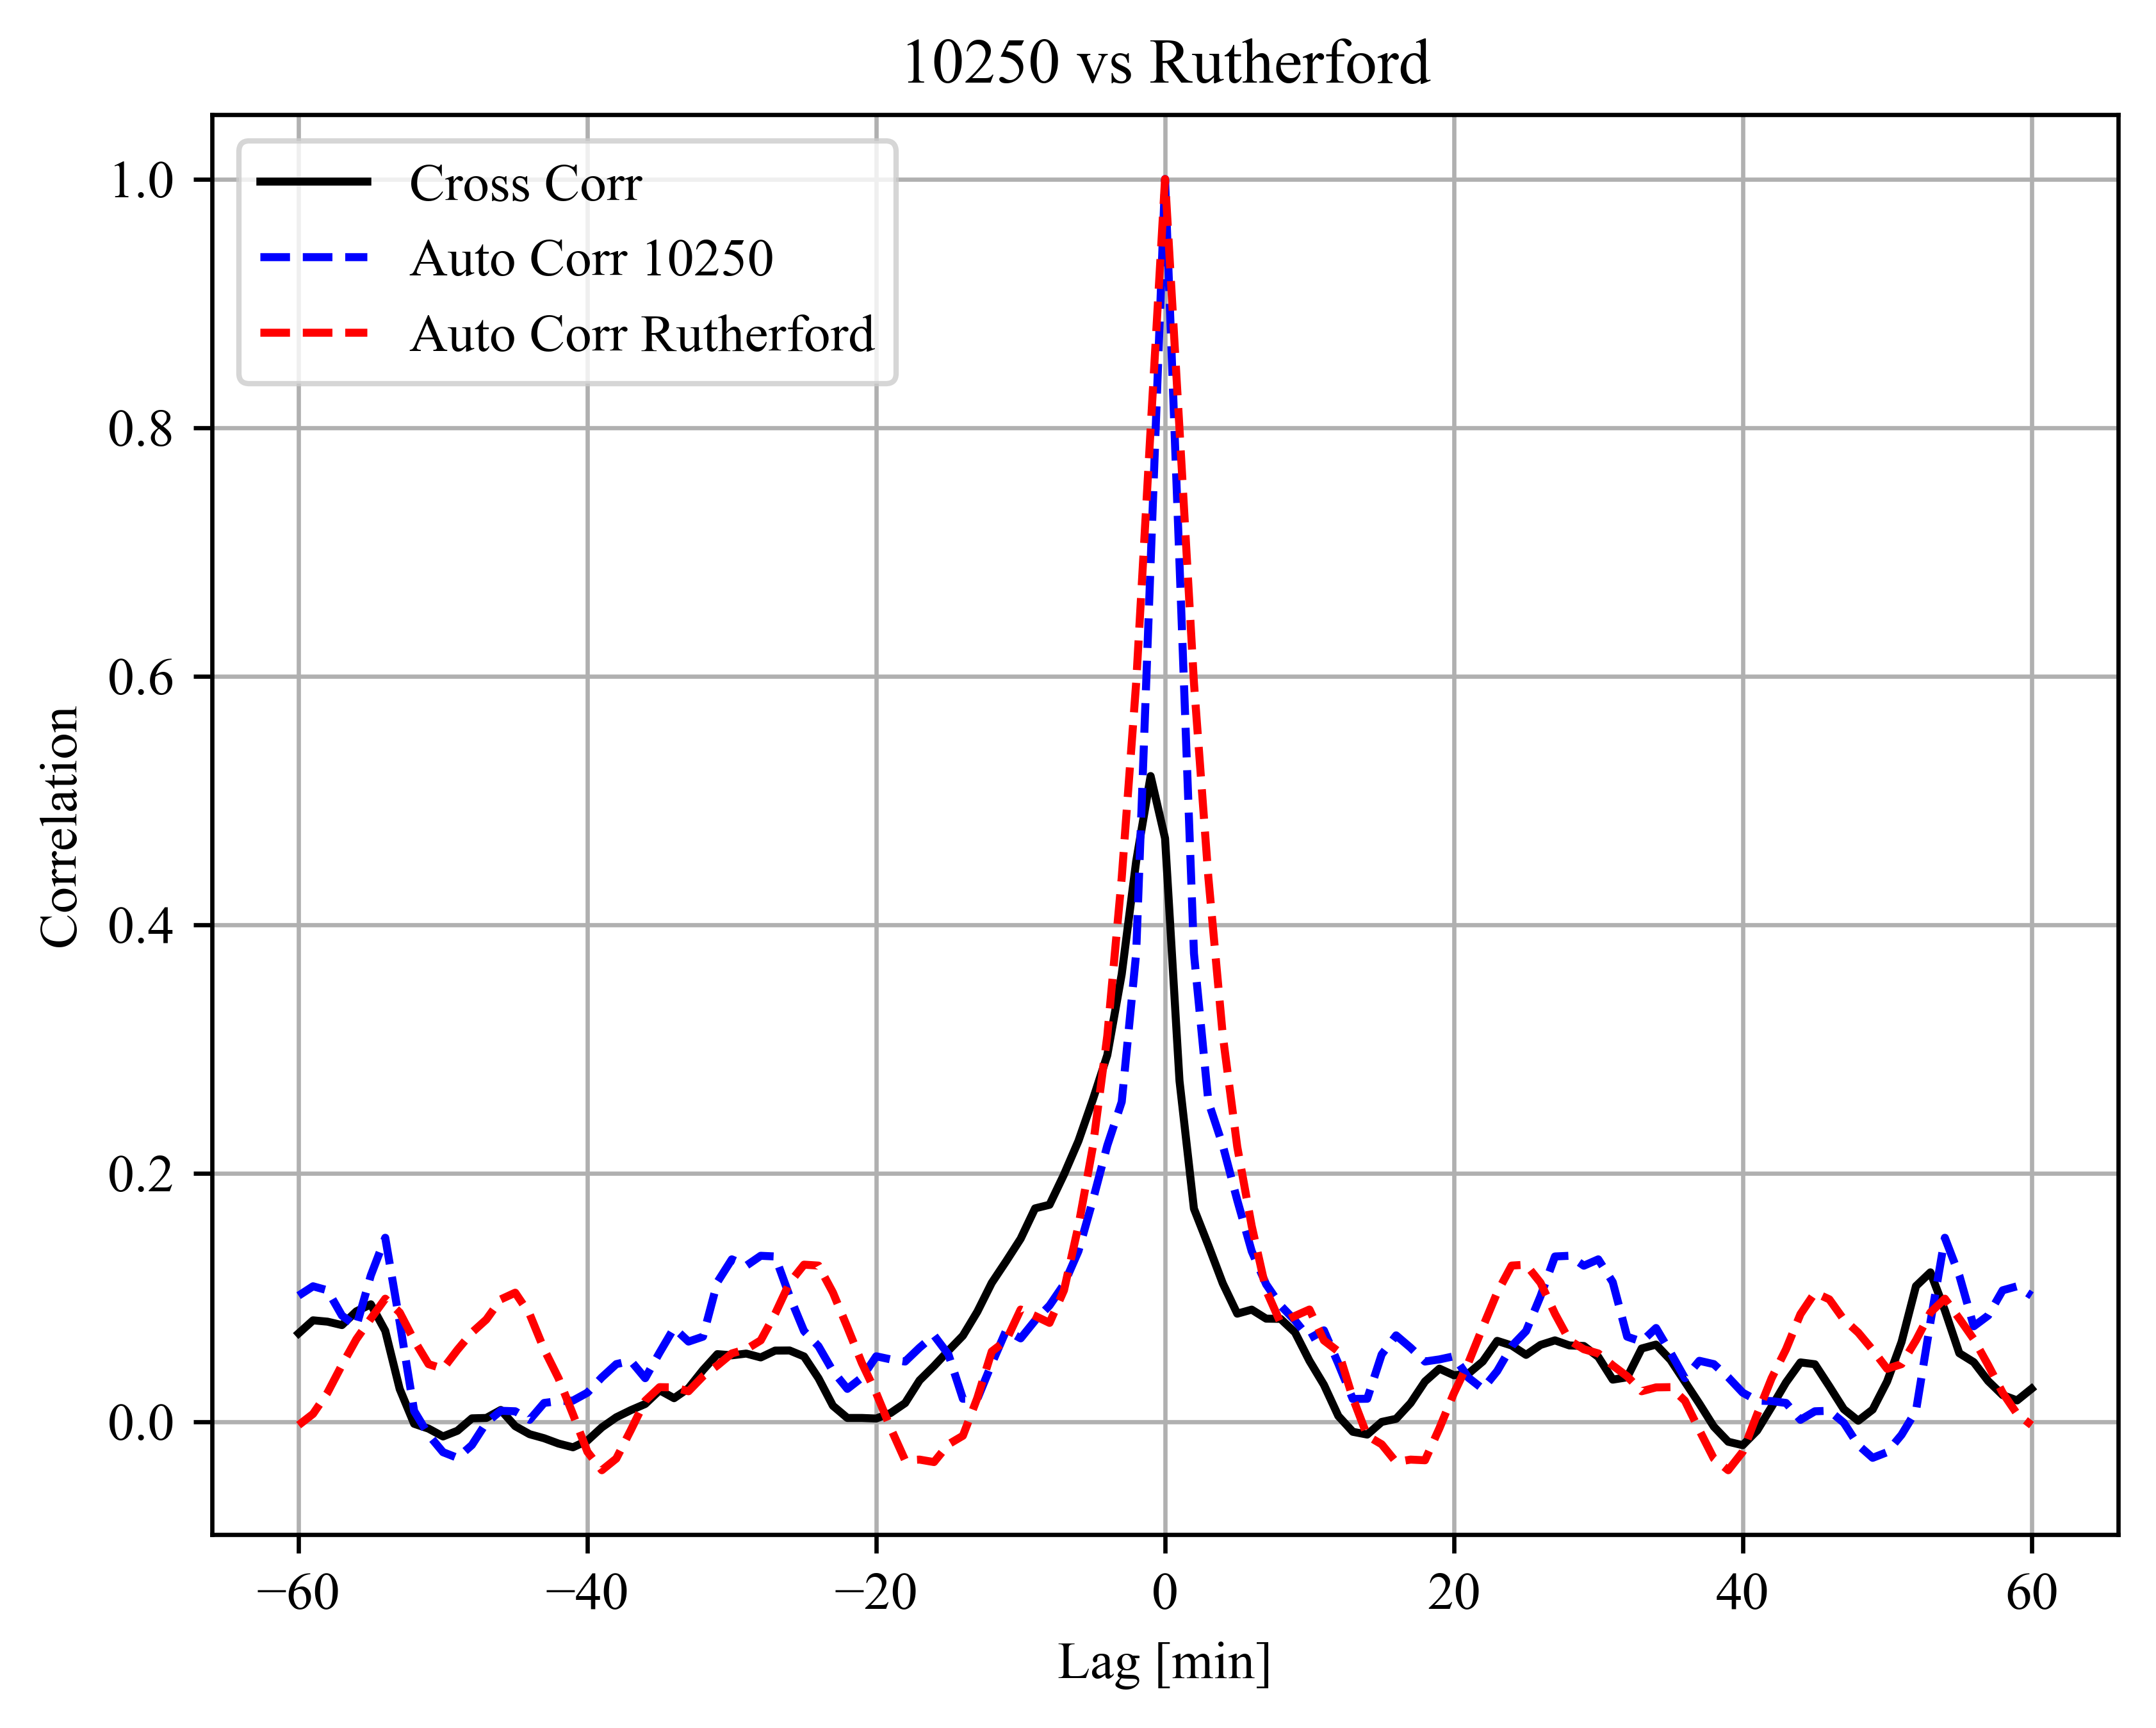 10250 vs Rutherford
Cross Corr
Auto Corr 10250
Auto Corr Rutherford
1.0
0.8
0.6
0.4
0.2
0.0
Correlation
−60 −40 −20 0 20 40 60
Lag [min]